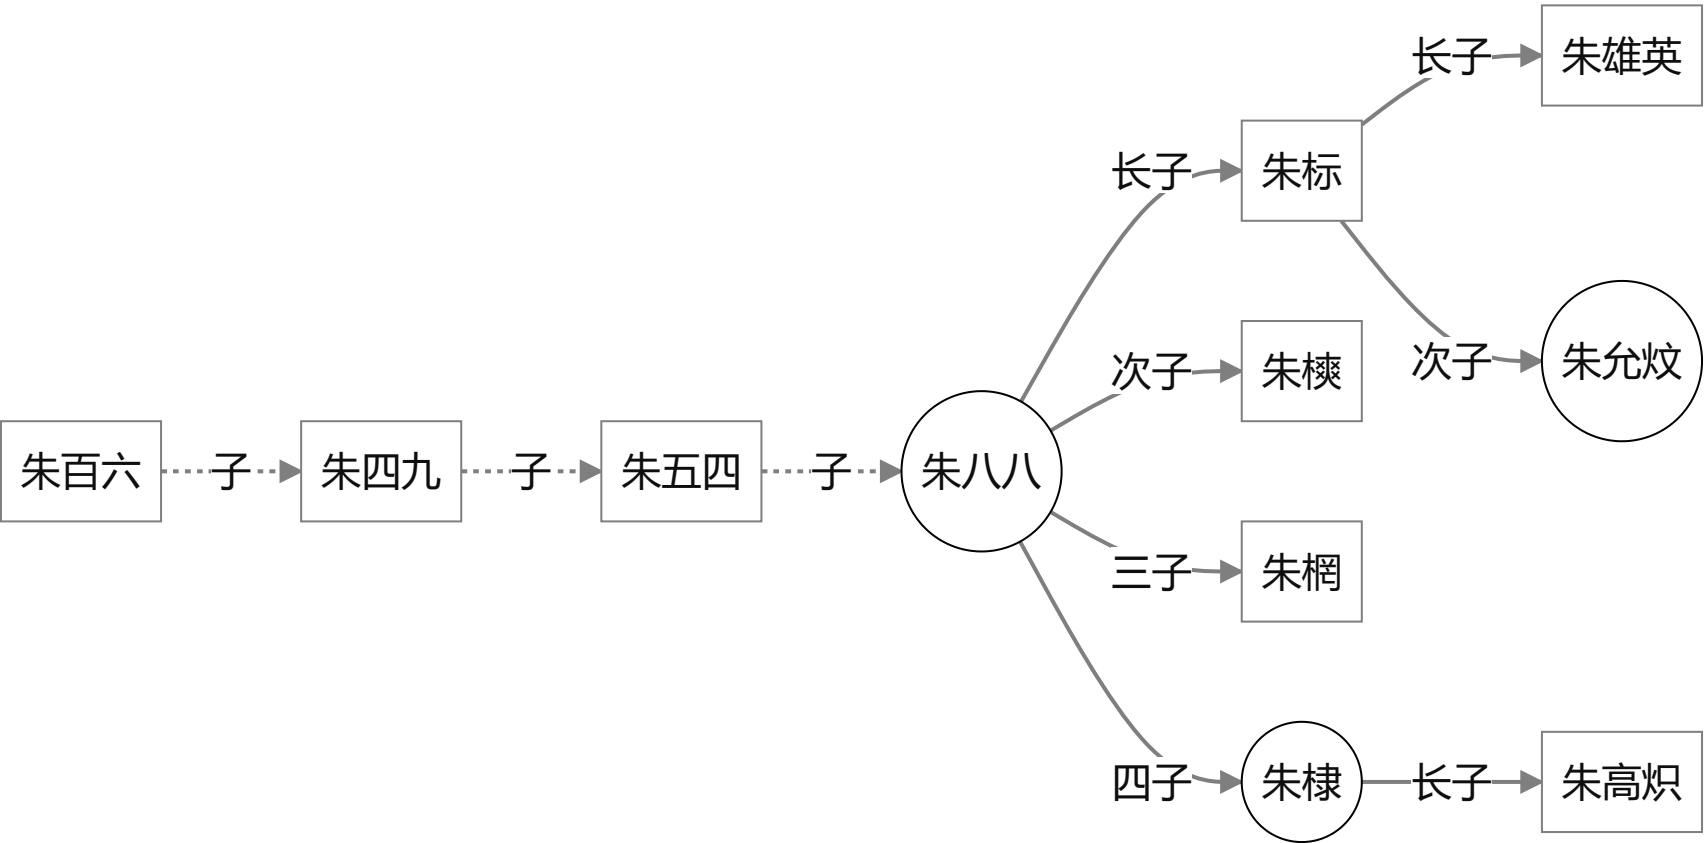 朱百六
子
朱四九
子
朱五四
子
朱八八
长子
朱标
长子
朱雄英
次子
朱允炆
次子
朱樉
三子
朱棢
四子
朱棣
长子
朱高炽